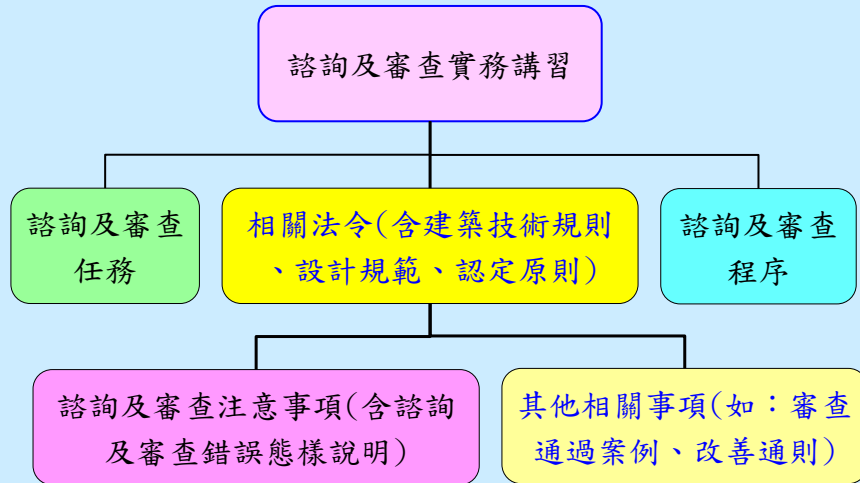 諮詢及審查實務講習
諮詢及審查
任務
相關法令(含建築技術規則
、設計規範、認定原則)
諮詢及審查
程序
諮詢及審查注意事項(含諮詢
及審查錯誤態樣說明)
其他相關事項(如：審查
通過案例、改善通則)